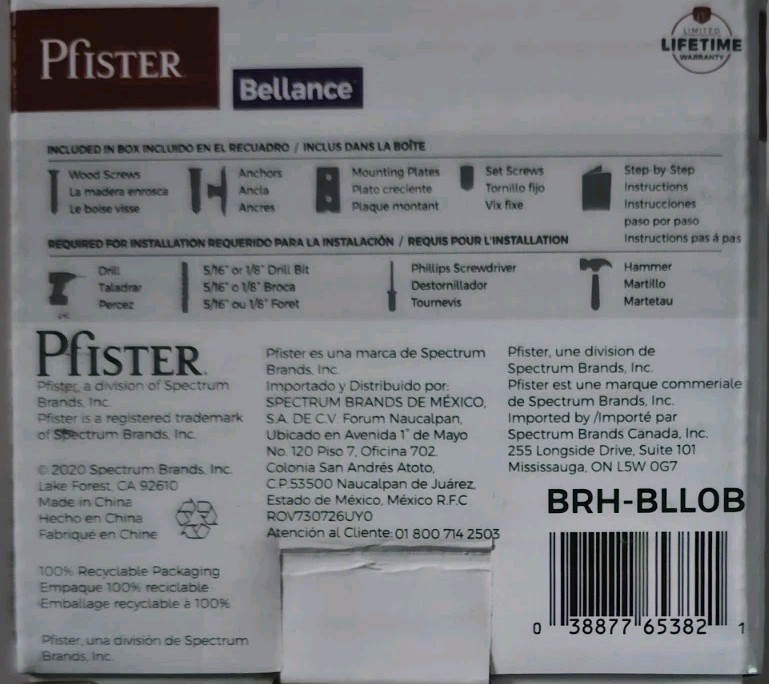 Pfister
Bellance
LIMITED
LIFETIME
WARRANTY
INCLUDED IN BOX INCLUIDO EN EL RECUADRO / INCLUS DANS LA BOÎTE
Wood Screws
La madera enrosca
Le boise visse
Anchors
Ancla
Ancres
Mounting Plates
Plato creciente
Plaque montant
Set Screws
Tornillo fijo
Vix fixe
Step by Step
Instructions
Instrucciones
paso por paso
Instructions pas á pas
REQUIRED FOR INSTALLATION REQUERIDO PARA LA INSTALACIÓN / REQUIS POUR L'INSTALLATION
Drill
Taladrar
Percez
5/16" or 1/8" Drill Bit
5/16" o 1/8" Broca
5/16" ou 1/8" Foret
Phillips Screwdriver
Destornillador
Tournevis
Hammer
Martillo
Martetau
Pfister
Pfister, a division of Spectrum
Brands, Inc.
Pfister is a registered trademark
of Spectrum Brands, Inc.
© 2020 Spectrum Brands, Inc.
Lake Forest, CA 92610
Made in China
Hecho en China
Fabriqué en Chine
100% Recyclable Packaging
Empaque 100% reciclable
Emballage recyclable à 100%
Pfister, una división de Spectrum
Brands, Inc.
Pfister es una marca de Spectrum
Brands, Inc.
Importado y Distribuido por:
SPECTRUM BRANDS DE MÉXICO,
S.A. DE C.V. Forum Naucalpan,
Ubicado en Avenida 1° de Mayo
No. 120 Piso 7, Oficina 702.
Colonia San Andrés Atoto,
C.P.53500 Naucalpan de Juárez,
Estado de México, México R.F.C
ROV730726UY0
Atención al Cliente: 01 800 714 2503
Pfister, une división de
Spectrum Brands, Inc.
Pfister est une marque commeriale
de Spectrum Brands, Inc.
Imported by /Importé par
Spectrum Brands Canada, Inc.
255 Longside Drive, Suite 101
Mississauga, ON L5W 0G7
BRH-BLL0B
0 38877 65382 1